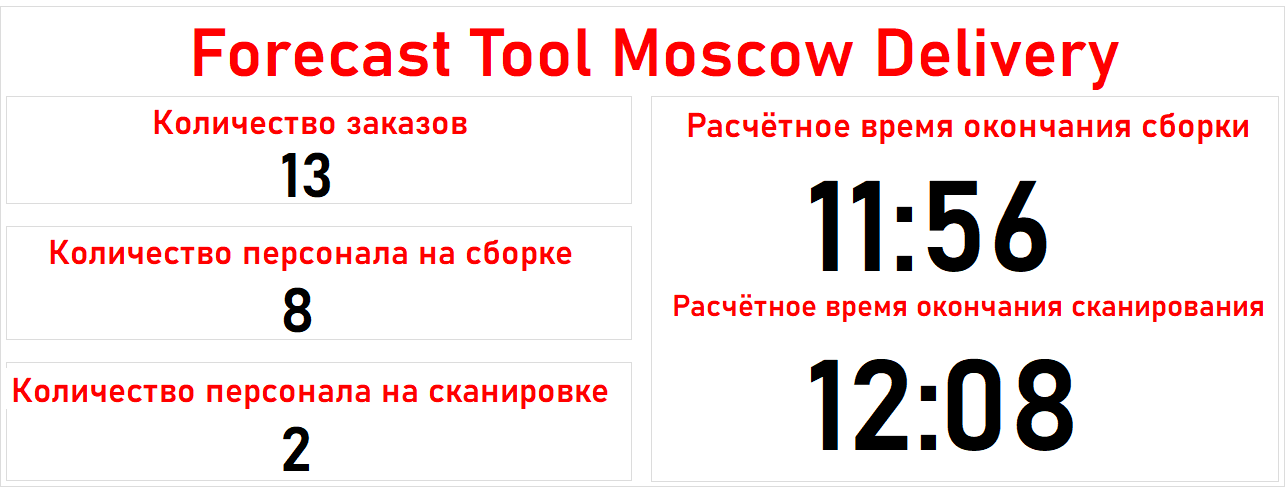 Forecast Tool Moscow Delivery
Количество заказов
13
Количество персонала на сборке
8
Количество персонала на сканировке
2
Расчётное время окончания сборки
11:56
Расчётное время окончания сканирования
12:08